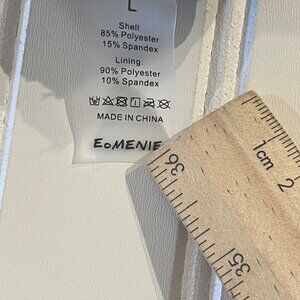 L
Shell:
85% Polyester
15% Spandex
Lining:
90% Polyester
10% Spandex
MADE IN CHINA
EOMENIE
36
35
1cm 2